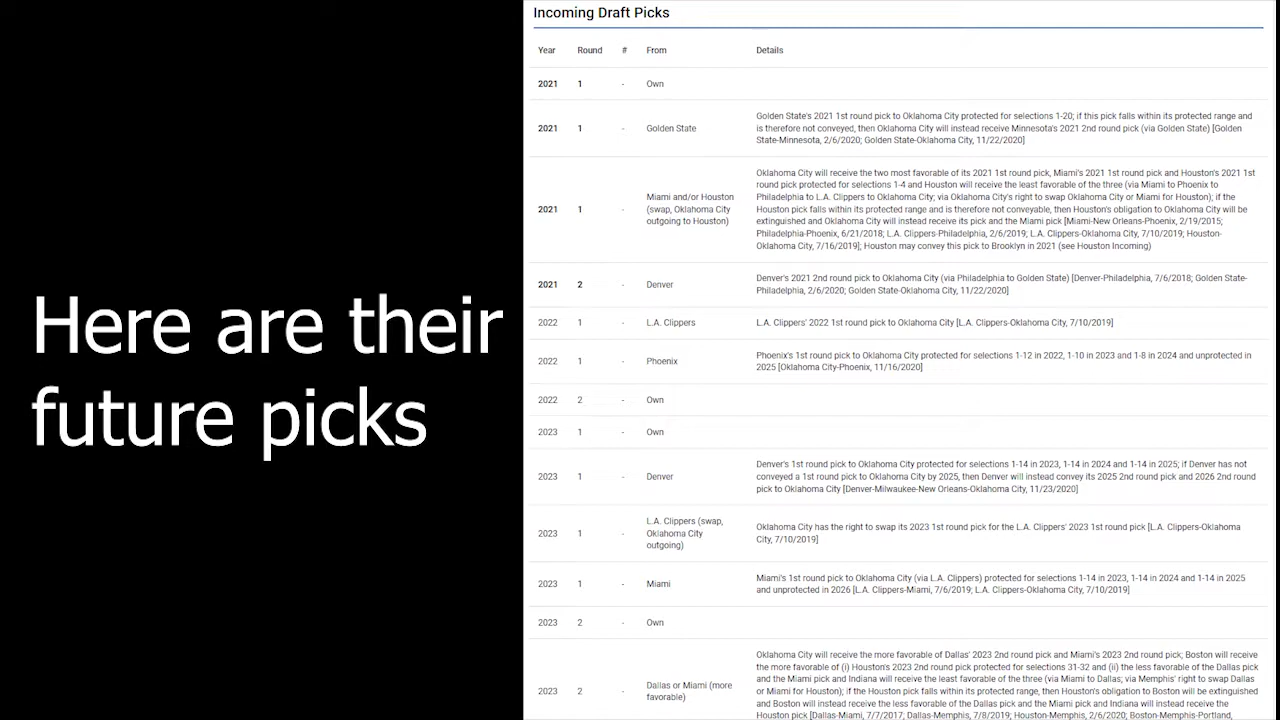 Here are their
future picks
Incoming Draft Picks
Year Round # From Details
2021 1 - Own
Golden State's 2021 1st round pick to Oklahoma City protected for selections 1-20; if this pick falls within its protected range and
2021 1 - Golden State is therefore not conveyed, then Oklahoma City will instead receive Minnesota's 2021 2nd round pick (via Golden State) [Golden
State-Minnesota, 2/6/2020; Golden State-Oklahoma City, 11/22/2020]
Oklahoma City will receive the two most favorable of its 2021 1st round pick, Miami's 2021 1st round pick and Houston's 2021 1st
round pick protected for selections 1-4 and Houston will receive the least favorable of the three (via Miami to Phoenix to
Miami and/or Houston Philadelphia to L.A. Clippers to Oklahoma City; via Oklahoma City's right to swap Oklahoma City or Miami for Houston); if the
2021 1 - (swap, Oklahoma City Houston pick falls within its protected range and is therefore not conveyable, then Houston's obligation to Oklahoma City will be
outgoing to Houston) extinguished and Oklahoma City will instead receive its pick and the Miami pick [Miami-New Orleans-Phoenix, 2/19/2015;
Philadelphia-Phoenix, 6/21/2018; L.A. Clippers-Philadelphia, 2/6/2019; L.A. Clippers-Oklahoma City, 7/10/2019; Houston-
Oklahoma City, 7/16/2019]; Houston may convey this pick to Brooklyn in 2021 (see Houston Incoming)
2021 2 - Denver Denver's 2021 2nd round pick to Oklahoma City (via Philadelphia to Golden State) [Denver-Philadelphia, 7/6/2018; Golden State-
Philadelphia, 2/6/2020; Golden State-Oklahoma City, 11/22/2020]
2022 1 - L.A. Clippers L.A. Clippers' 2022 1st round pick to Oklahoma City [L.A. Clippers-Oklahoma City, 7/10/2019]
2022 1 - Phoenix Phoenix's 1st round pick to Oklahoma City protected for selections 1-12 in 2022, 1-10 in 2023 and 1-8 in 2024 and unprotected in
2025 [Oklahoma City-Phoenix, 11/16/2020]
2022 2 - Own
2023 1 - Own
Denver's 1st round pick to Oklahoma City protected for selections 1-14 in 2023, 1-14 in 2024 and 1-14 in 2025; if Denver has not
2023 1 - Denver conveyed a 1st round pick to Oklahoma City by 2025, then Denver will instead convey its 2025 2nd round pick and 2026 2nd round
pick to Oklahoma City [Denver-Milwaukee-New Orleans-Oklahoma City, 11/23/2020]
L.A. Clippers (swap, Oklahoma City has the right to swap its 2023 1st round pick for the L.A. Clippers' 2023 1st round pick [L.A. Clippers-Oklahoma
2023 1 - Oklahoma City City, 7/10/2019]
outgoing)
2023 1 - Miami Miami's 1st round pick to Oklahoma City (via L.A. Clippers) protected for selections 1-14 in 2023, 1-14 in 2024 and 1-14 in 2025
and unprotected in 2026 [L.A. Clippers-Miami, 7/6/2019; L.A. Clippers-Oklahoma City, 7/10/2019]
2023 2 - Own
Oklahoma City will receive the more favorable of Dallas' 2023 2nd round pick and Miami's 2023 2nd round pick; Boston will receive
the more favorable of (i) Houston's 2023 2nd round pick protected for selections 31-32 and (ii) the less favorable of the Dallas pick
and the Miami pick and Indiana will receive the least favorable of the three (via Miami to Dallas; via Memphis' right to swap Dallas
2023 2 - Dallas or Miami (more or Miami for Houston); if the Houston pick falls within its protected range, then Houston's obligation to Boston will be extinguished
favorable) and Boston will instead receive the less favorable of the Dallas pick and the Miami pick and Indiana will receive the
Houston pick [Dallas-Miami, 7/7/2017; Dallas-Memphis, 7/8/2019; Houston-Memphis, 2/6/2020; Boston-Memphis-Portland,